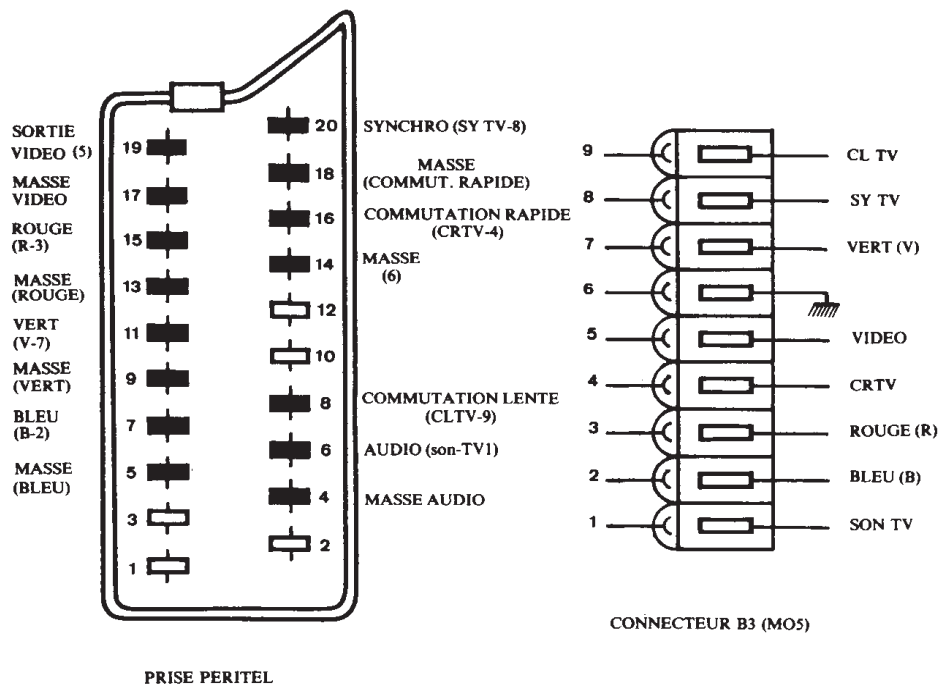 SORTIE
VIDEO (5)
19
MASSE
VIDEO
17
ROUGE
(R-3)
15
MASSE
(ROUGE)
13
VERT
(V-7)
11
MASSE
(VERT)
9
BLEU
(B-2)
7
MASSE
(BLEU)
5
3
1
20 SYNCHRO (SY TV-8)
18 MASSE
(COMMUT. RAPIDE)
16 COMMUTATION RAPIDE
(CRTV-4)
14 MASSE
(6)
12
10
8 COMMUTATION LENTE
(CLTV-9)
6 AUDIO (son-TV1)
4 MASSE AUDIO
2
PRISE PERITEL
9 CL TV
8 SY TV
7 VERT (V)
6
5 VIDEO
4 CRTV
3 ROUGE (R)
2 BLEU (B)
1 SON TV
CONNECTEUR B3 (MO5)